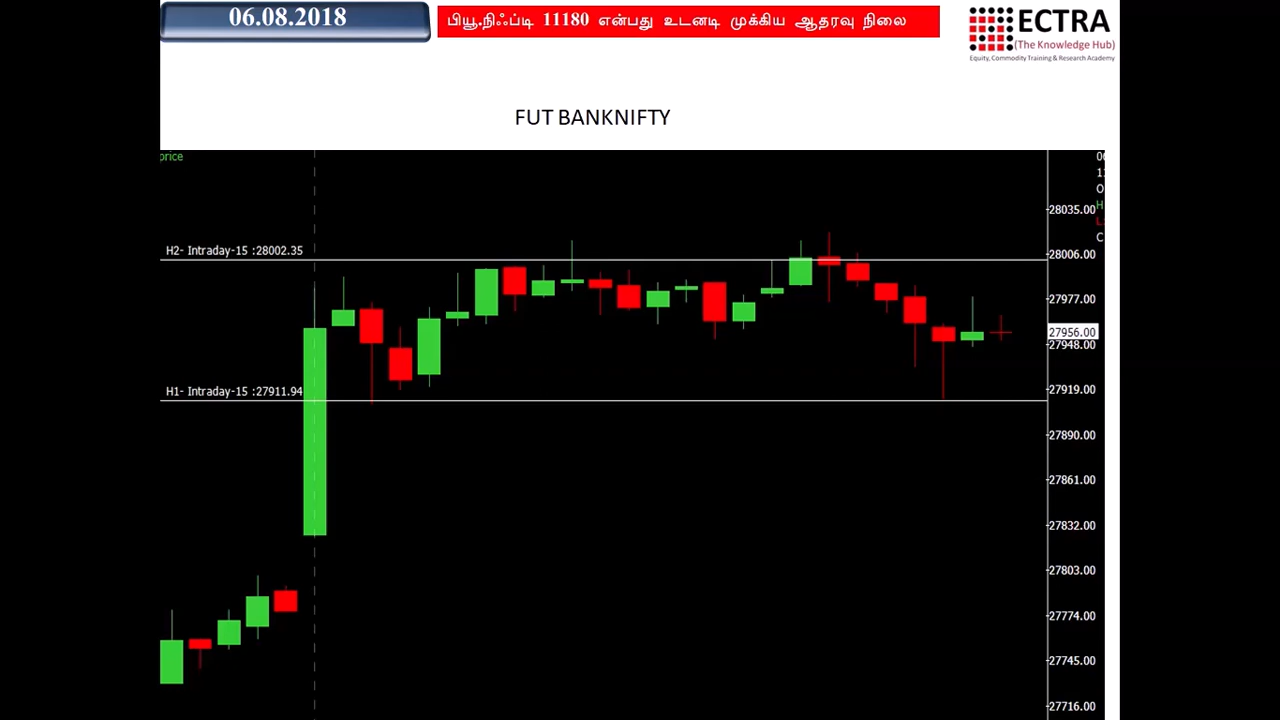 06.08.2018
பியூ.நிஃப்டி 11180 என்பது உடனடி முக்கிய ஆதரவு நிலை
ECTRA
(The Knowledge Hub)
Equity, Commodity Training & Research Academy
FUT BANKNIFTY
price
H2- Intraday-15 :28002.35
H1- Intraday-15 :27911.94
28035.00
28006.00
27977.00
27956.00
27948.00
27919.00
27890.00
27861.00
27832.00
27803.00
27774.00
27745.00
27716.00
O
H
C